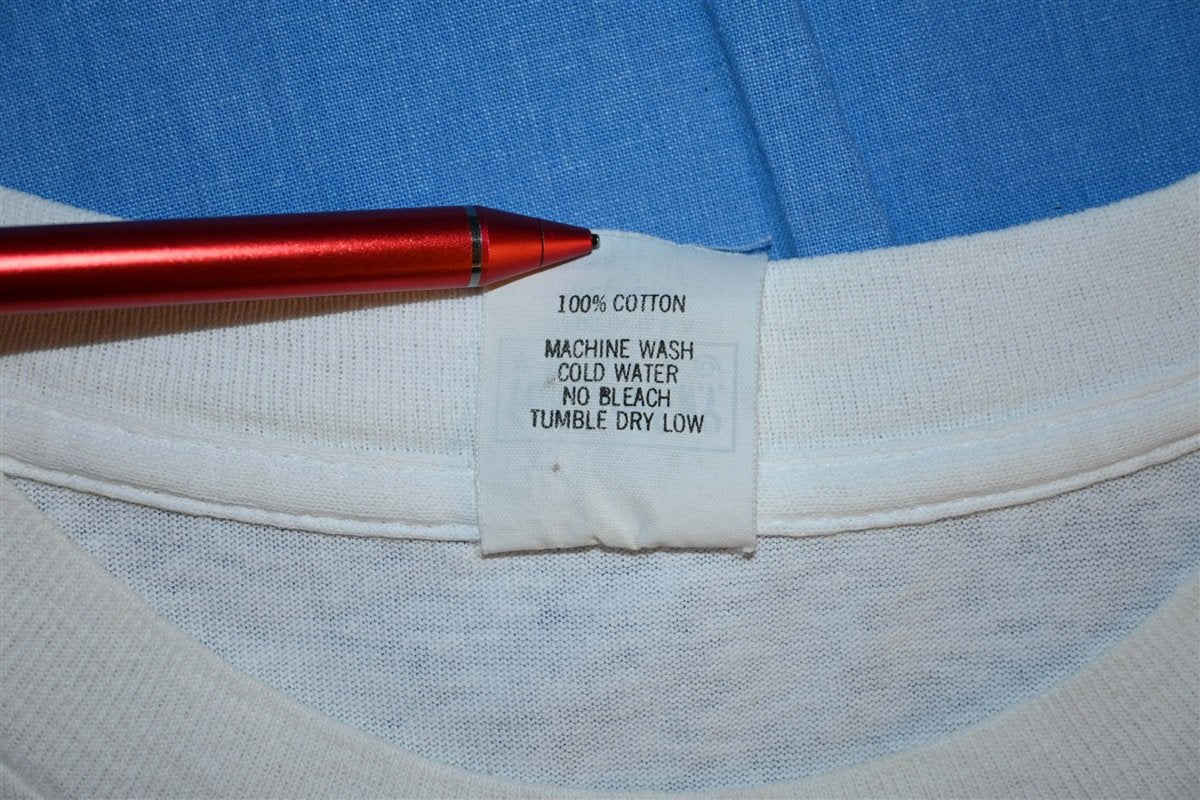 100% COTTON
MACHINE WASH
COLD WATER
NO BLEACH
TUMBLE DRY LOW